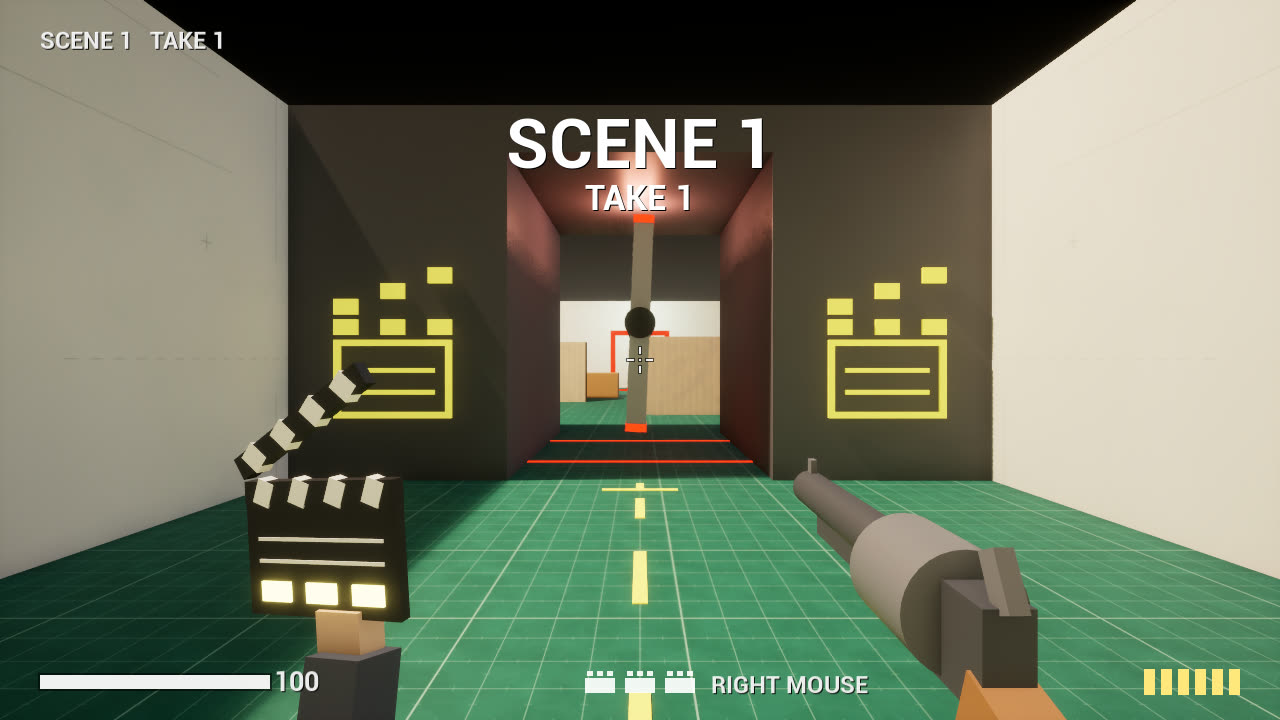 SCENE 1 TAKE 1
SCENE 1
TAKE 1
100
RIGHT MOUSE